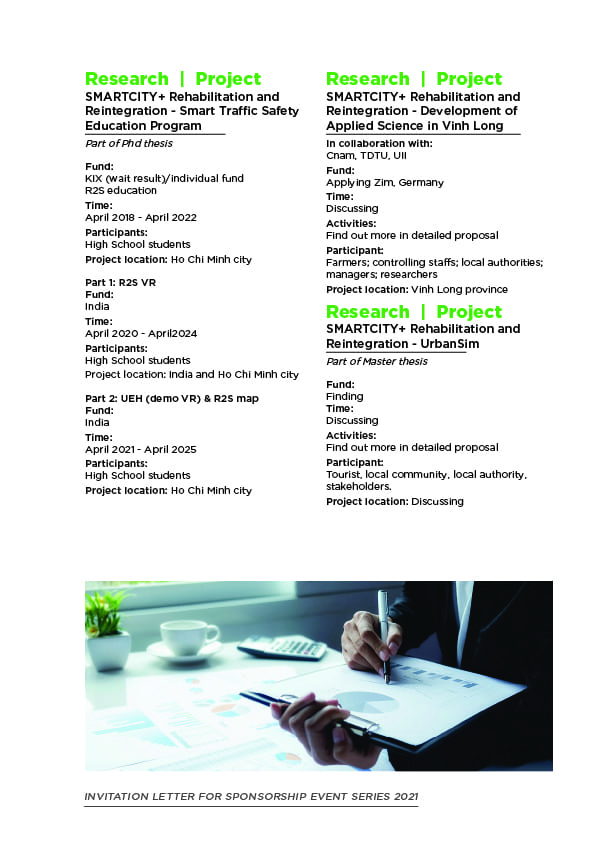 Research | Project
SMARTCITY+ Rehabilitation and
Reintegration - Smart Traffic Safety
Education Program
Part of Phd thesis
Fund:
KIX (wait result)/individual fund
R2S education
Time:
April 2018 - April 2022
Participants:
High School students
Project location: Ho Chi Minh city
Part 1: R2S VR
Fund:
India
Time:
April 2020 - April2024
Participants:
High School students
Project location: India and Ho Chi Minh city
Part 2: UEH (demo VR) & R2S map
Fund:
India
Time:
April 2021 - April 2025
Participants:
High School students
Project location: Ho Chi Minh city
Research | Project
SMARTCITY+ Rehabilitation and
Reintegration - Development of
Applied Science in Vinh Long
In collaboration with:
Cnam, TDTU, UII
Fund:
Applying Zim, Germany
Time:
Discussing
Activities:
Find out more in detailed proposal
Participant:
Farmers; controlling staffs; local authorities;
managers; researchers
Project location: Vinh Long province
Research | Project
SMARTCITY+ Rehabilitation and
Reintegration - UrbanSim
Part of Master thesis
Fund:
Finding
Time:
Discussing
Activities:
Find out more in detailed proposal
Participant:
Tourist, local community, local authority,
stakeholders,
Project location: Discussing
INVITATION LETTER FOR SPONSORSHIP EVENT SERIES 2021